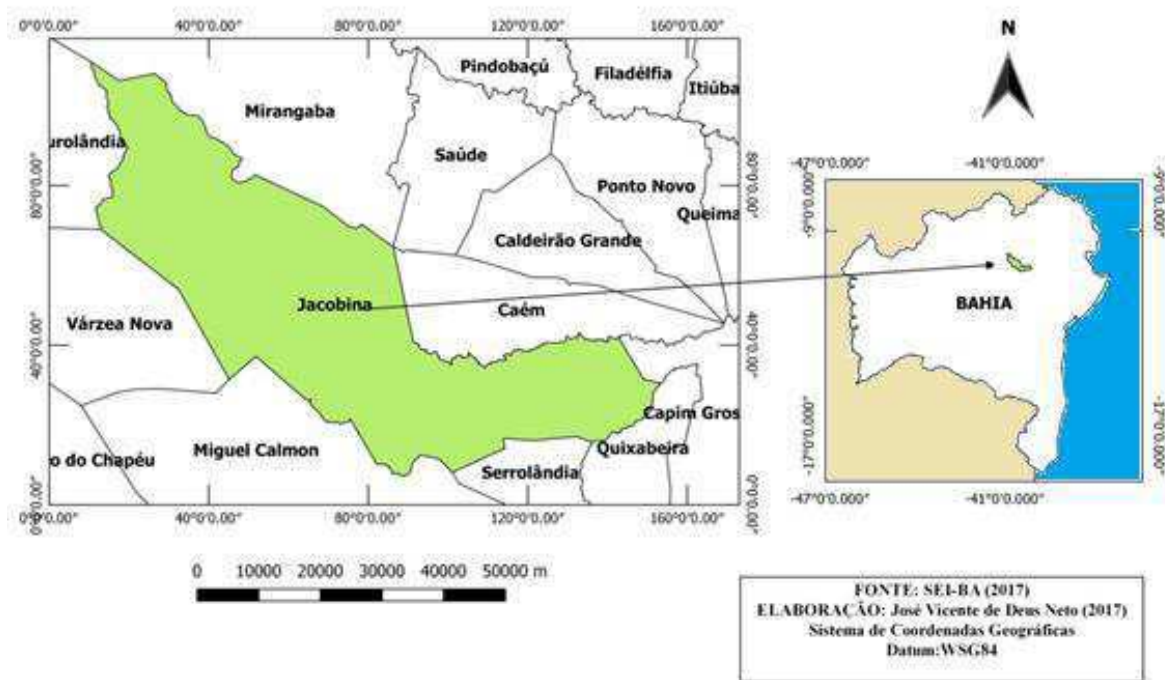 0°0'0.00" 40°0'0.00" 80°0'0.00" 120°0'0.00" 160°0'0.00"
Pindobaçú
Filadélfia
Itiúba
Mirangaba
urolândia
Saúde
80°0'0.00"
80°0'0.00"
Ponto Novo
Queima
Caldeirão Grande
Jacobina
Caém
Várzea Nova
40°0'0.00"
40°0'0.00"
Capim Gros
Quixabeira
Miguel Calmon
o do Chapéu
Serrolândia
0°0'0.00"
0°0'0.00"
0°0'0.00" 40°0'0.00" 80°0'0.00" 120°0'0.00" 160°0'0.00"
0 10000 20000 30000 40000 50000 m
N
-47°0'0.000" -41°0'0.000"
-9°0'0.000"
-9°0'0.000"
BAHIA
-17°0'0.000"
-17°0'0.000"
-47°0'0.000" -41°0'0.000"
FONTE: SEI-BA (2017)
ELABORAÇÃO: José Vicente de Deus Neto (2017)
Sistema de Coordenadas Geográficas
Datum:WSG84